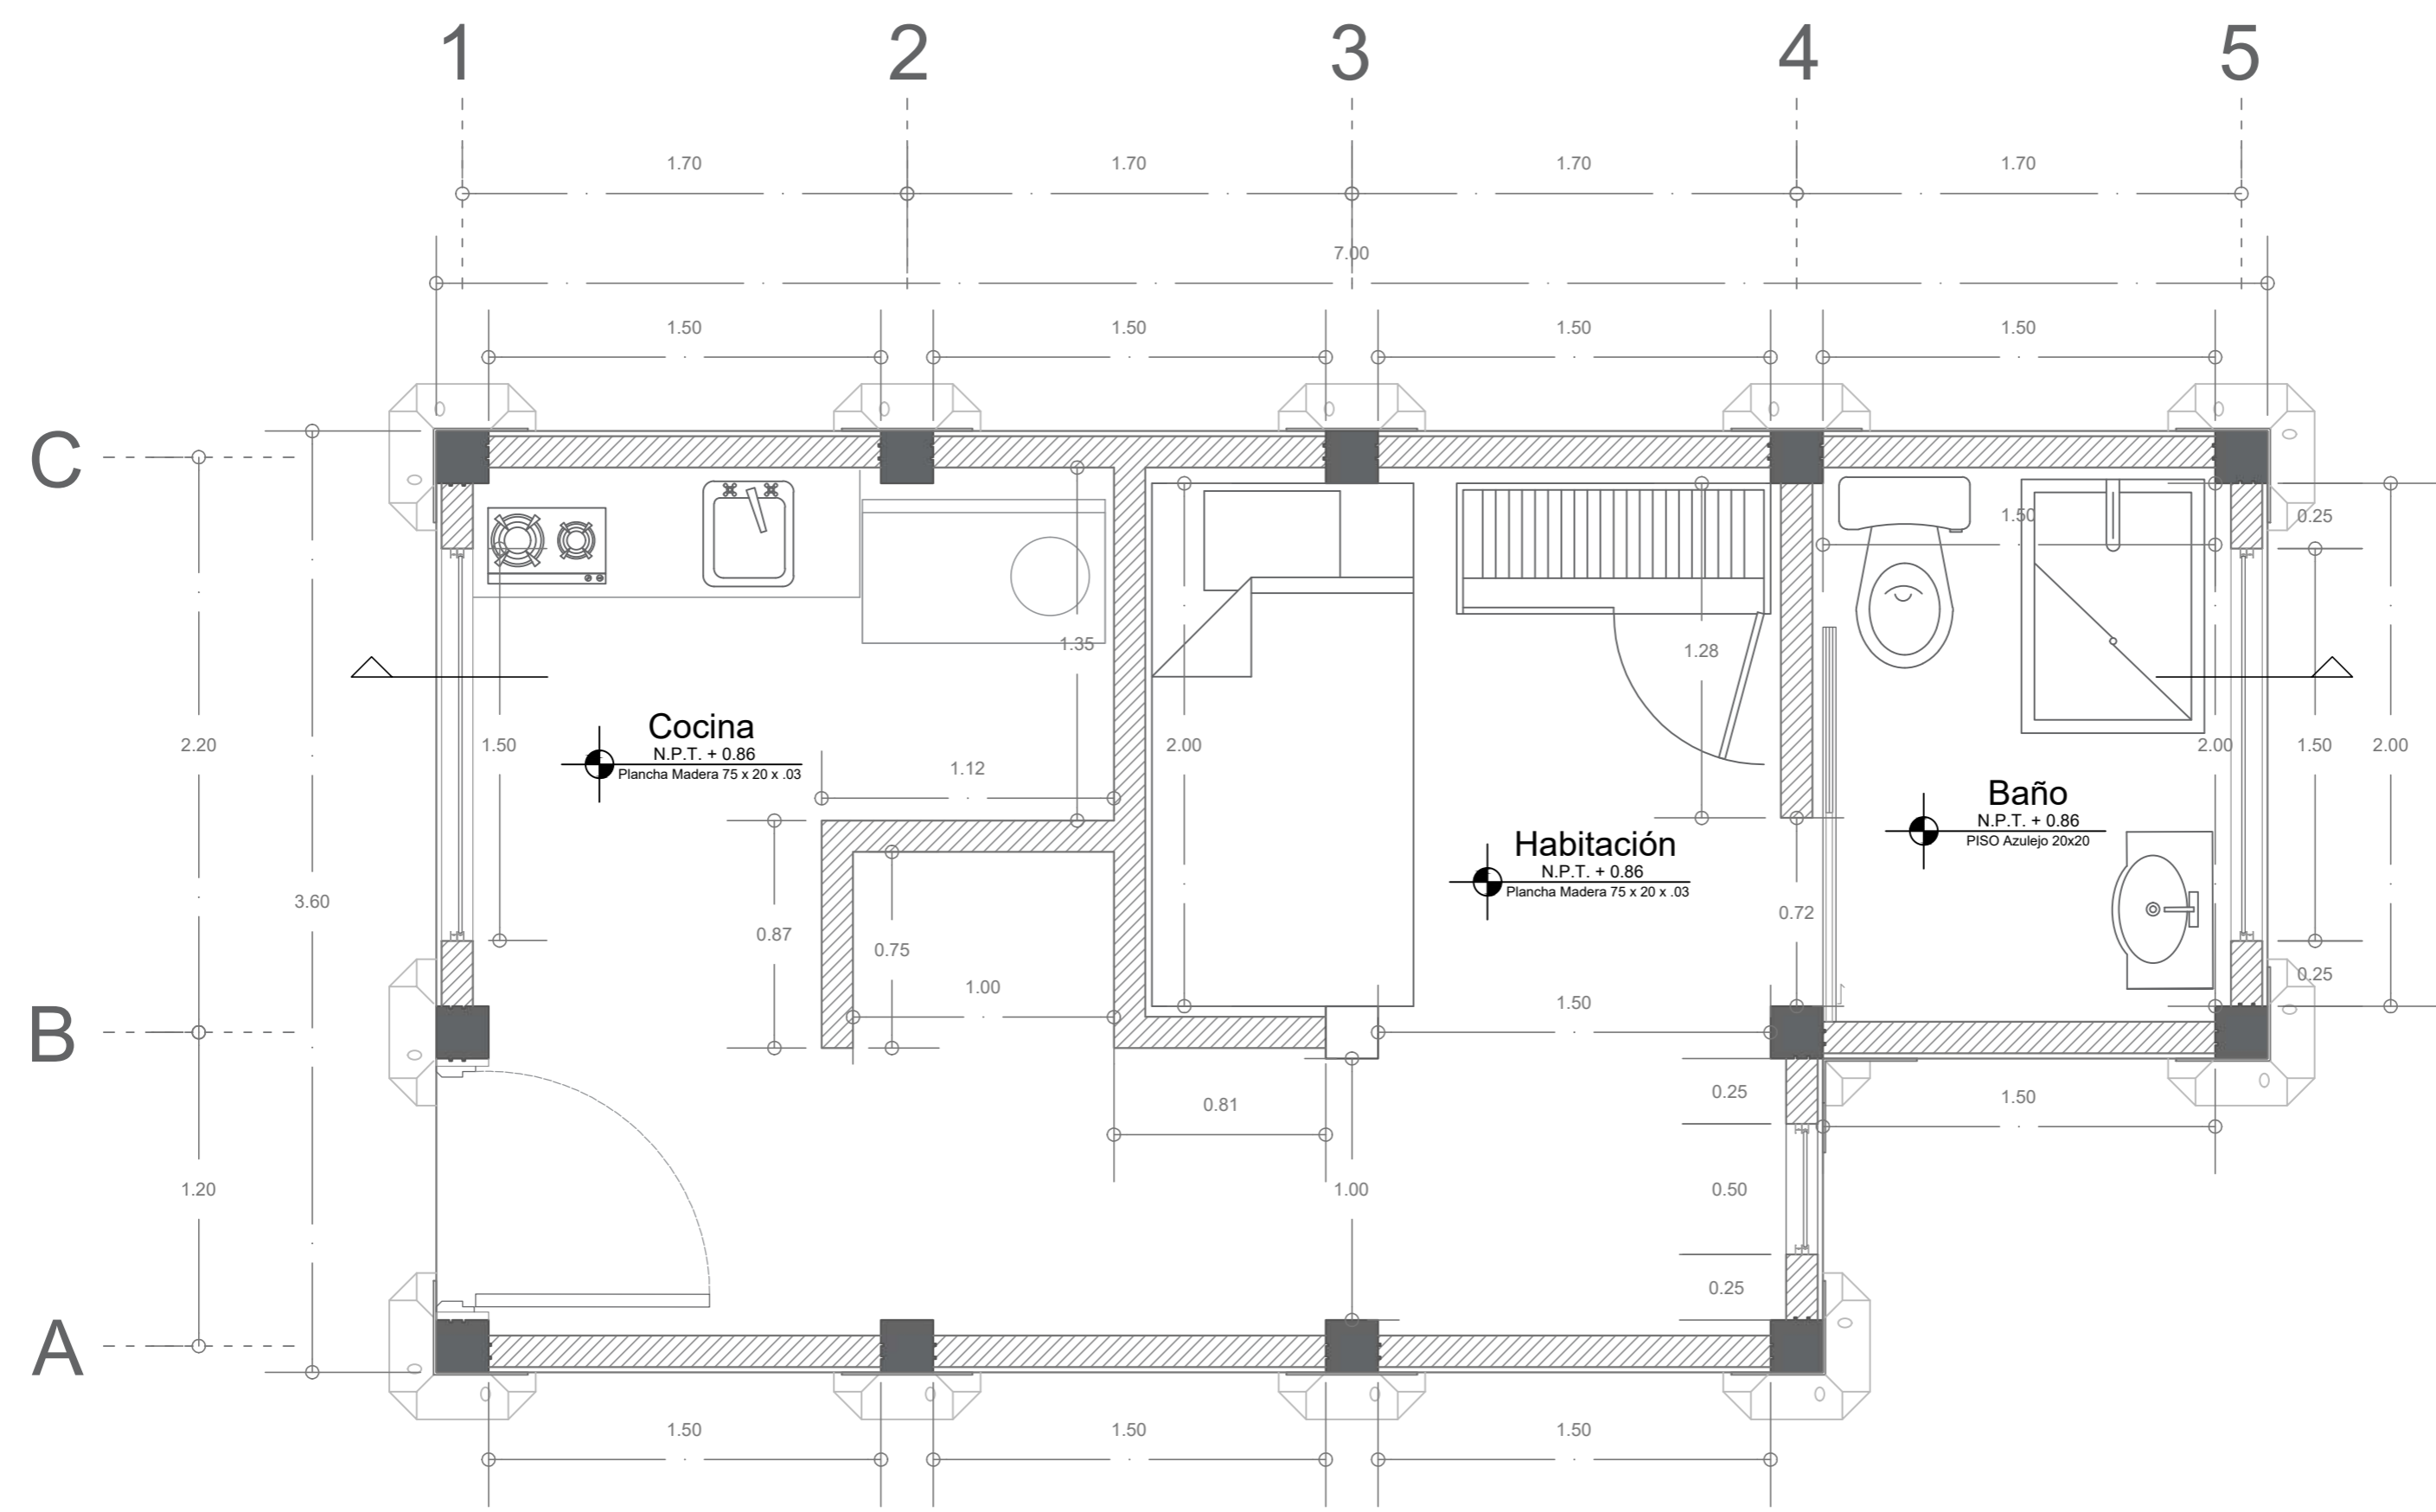 1 2 3 4 5
1.70 1.70 1.70 1.70
7.00
1.50 1.50 1.50 1.50
C
1.50 0.25
1.35
1.28
Cocina
N.P.T. + 0.86
Plancha Madera 75 x 20 x .03
2.20 1.50 2.00 2.00 1.50 2.00
1.12
Baño
N.P.T. + 0.86
PISO Azulejo 20x20
Habitación
N.P.T. + 0.86
Plancha Madera 75 x 20 x .03
3.60
0.72
0.87 0.75
0.25
1.00 1.50
B
0.25 1.50
0.81
1.20 1.00 0.50
0.25
A
1.50 1.50 1.50